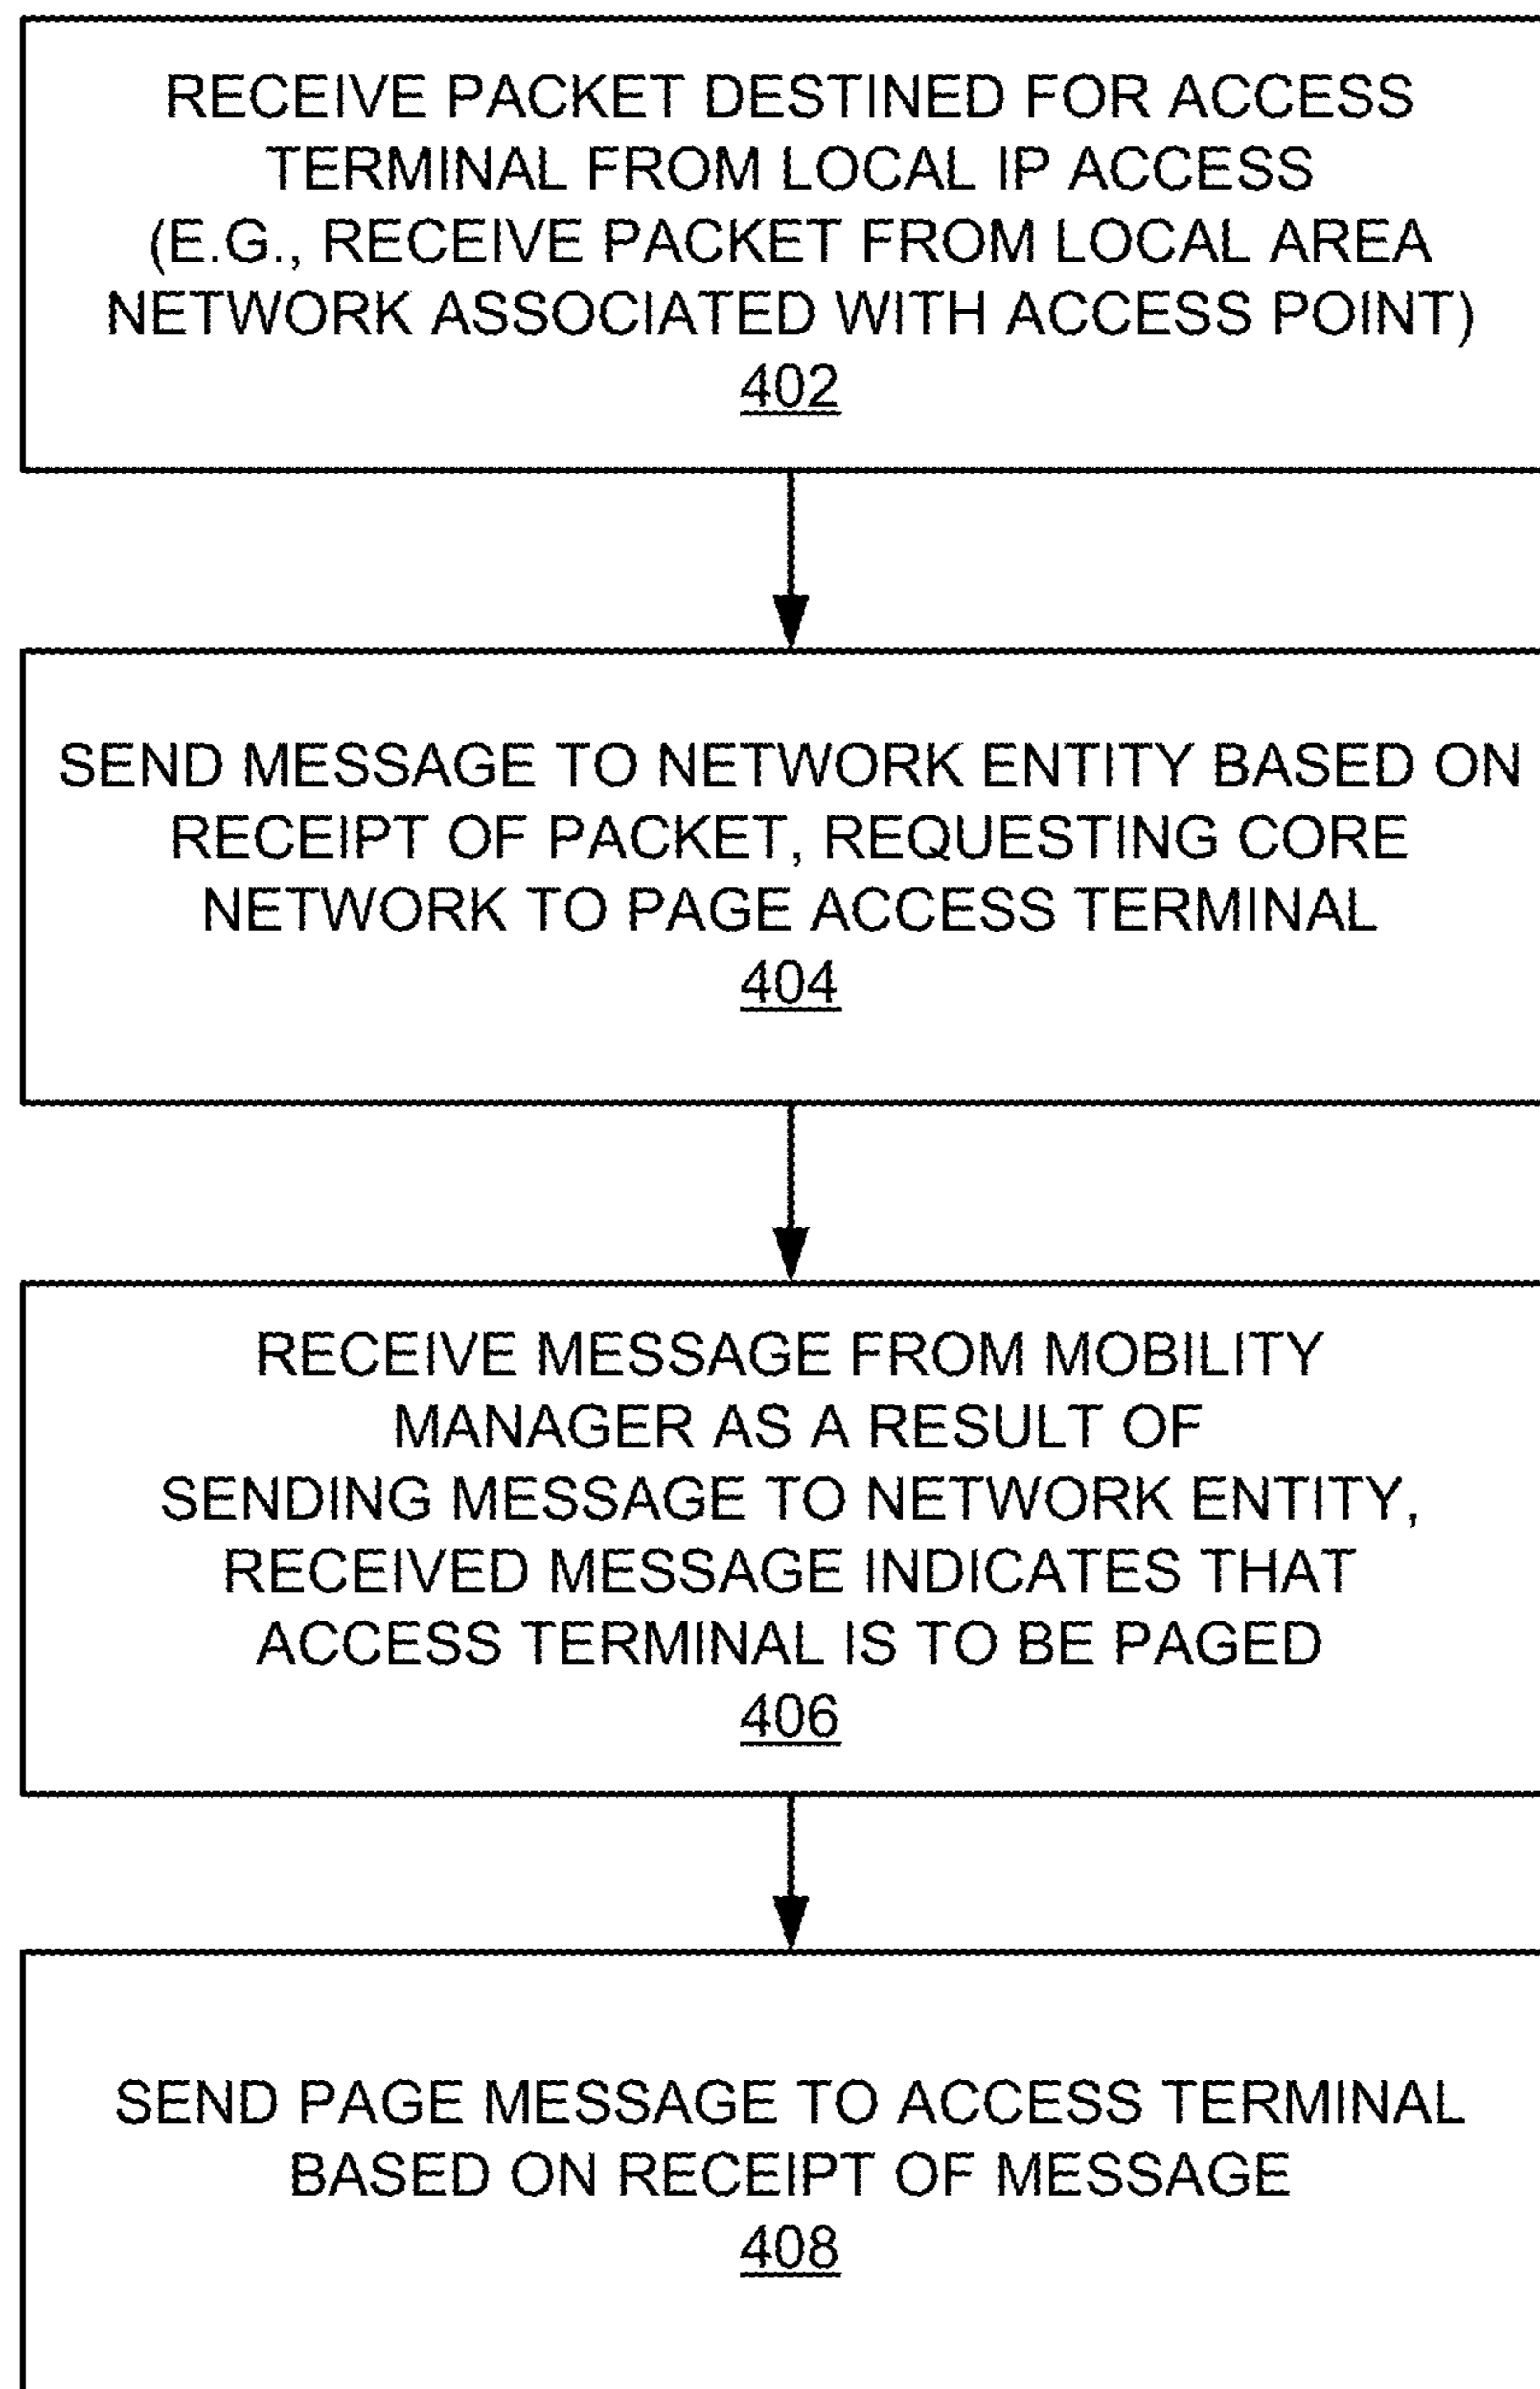 RECEIVE PACKET DESTINED FOR ACCESS
TERMINAL FROM LOCAL IP ACCESS
(E.G., RECEIVE PACKET FROM LOCAL AREA
NETWORK ASSOCIATED WITH ACCESS POINT)
402
SEND MESSAGE TO NETWORK ENTITY BASED ON
RECEIPT OF PACKET, REQUESTING CORE
NETWORK TO PAGE ACCESS TERMINAL
404
RECEIVE MESSAGE FROM MOBILITY
MANAGER AS A RESULT OF
SENDING MESSAGE TO NETWORK ENTITY,
RECEIVED MESSAGE INDICATES THAT
ACCESS TERMINAL IS TO BE PAGED
406
SEND PAGE MESSAGE TO ACCESS TERMINAL
BASED ON RECEIPT OF MESSAGE
408